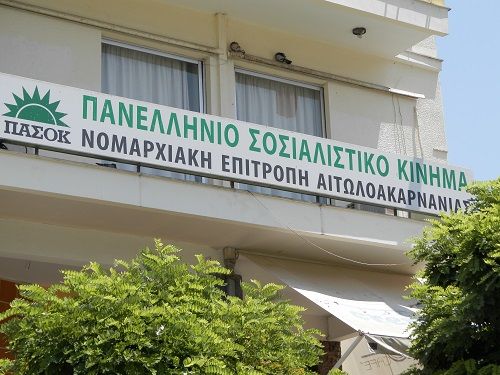 ΠΑΣΟΚ
ΠΑΝΕΛΛΗΝΙΟ ΣΟΣΙΑΛΙΣΤΙΚΟ ΚΙΝΗΜΑ
ΝΟΜΑΡΧΙΑΚΗ ΕΠΙΤΡΟΠΗ ΑΙΤΩΛΟΑΚΑΡΝΑΝΙΑΣ